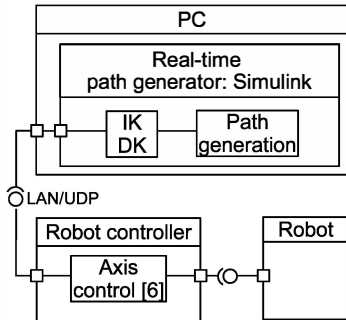 PC
Real-time
path generator: Simulink
IK
DK
Path
generation
LAN/UDP
Robot controller
Robot
Axis
control [6]